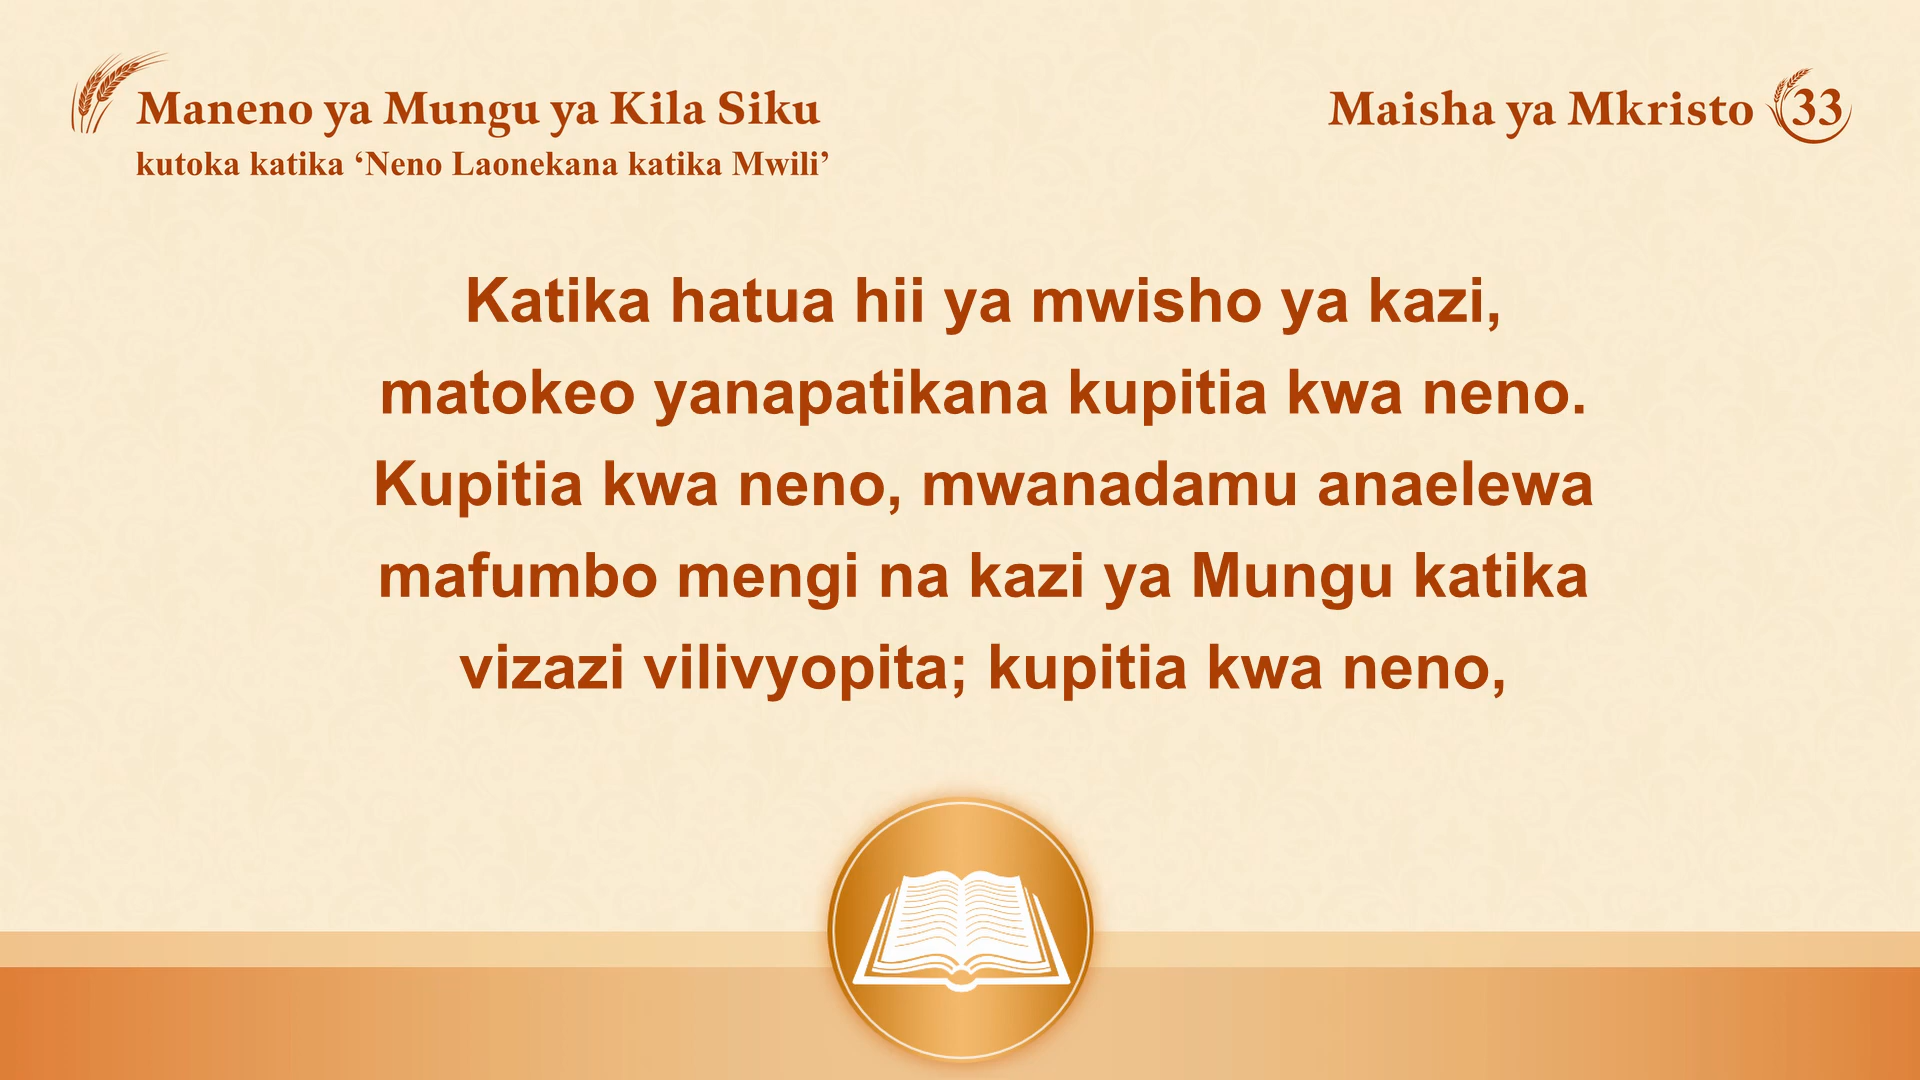 Maneno ya Mungu ya Kila Siku
kutoka katika ‘Neno Laonekana katika Mwili’
Maisha ya Mkristo 33
Katika hatua hii ya mwisho ya kazi,
matokeo yanapatikana kupitia kwa neno.
Kupitia kwa neno, mwanadamu anaelewa
mafumbo mengi na kazi ya Mungu katika
vizazi vilivyopita; kupitia kwa neno,